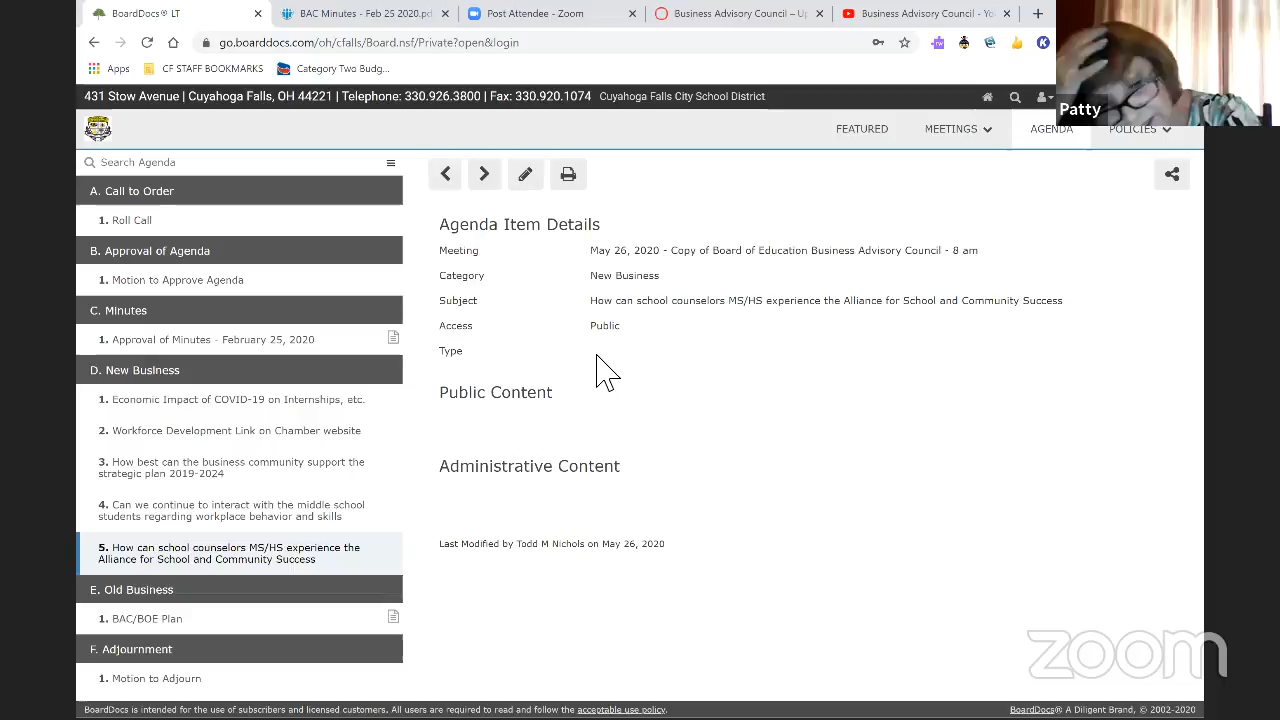 BoardDocs® LT
BAC Minutes - Feb 25 2020.pd
Post Attendee - Zoom
Business Advisory Council – Up
Business Advisory Council - Yo
go.boarddocs.com/oh/cfalls/Board.nsf/Private?open&login
Apps
CF STAFF BOOKMARKS
Category Two Budg...
431 Stow Avenue | Cuyahoga Falls, OH 44221 | Telephone: 330.926.3800 | Fax: 330.920.1074 Cuyahoga Falls City School District
Patty
FEATURED
MEETINGS
AGENDA
POLICIES
Search Agenda
A. Call to Order
1. Roll Call
B. Approval of Agenda
1. Motion to Approve Agenda
C. Minutes
1. Approval of Minutes - February 25, 2020
D. New Business
1. Economic Impact of COVID-19 on Internships, etc.
2. Workforce Development Link on Chamber website
3. How best can the business community support the
strategic plan 2019-2024
4. Can we continue to interact with the middle school
students regarding workplace behavior and skills
5. How can school counselors MS/HS experience the
Alliance for School and Community Success
E. Old Business
1. BAC/BOE Plan
F. Adjournment
1. Motion to Adjourn
Agenda Item Details
Meeting May 26, 2020 - Copy of Board of Education Business Advisory Council - 8 am
Category New Business
Subject How can school counselors MS/HS experience the Alliance for School and Community Success
Access Public
Type
Public Content
Administrative Content
Last Modified by Todd M Nichols on May 26, 2020
zoom
BoardDocs is intended for the use of subscribers and licensed customers. All users are required to read and follow the acceptable use policy.
BoardDocs® A Diligent Brand, © 2002-2020